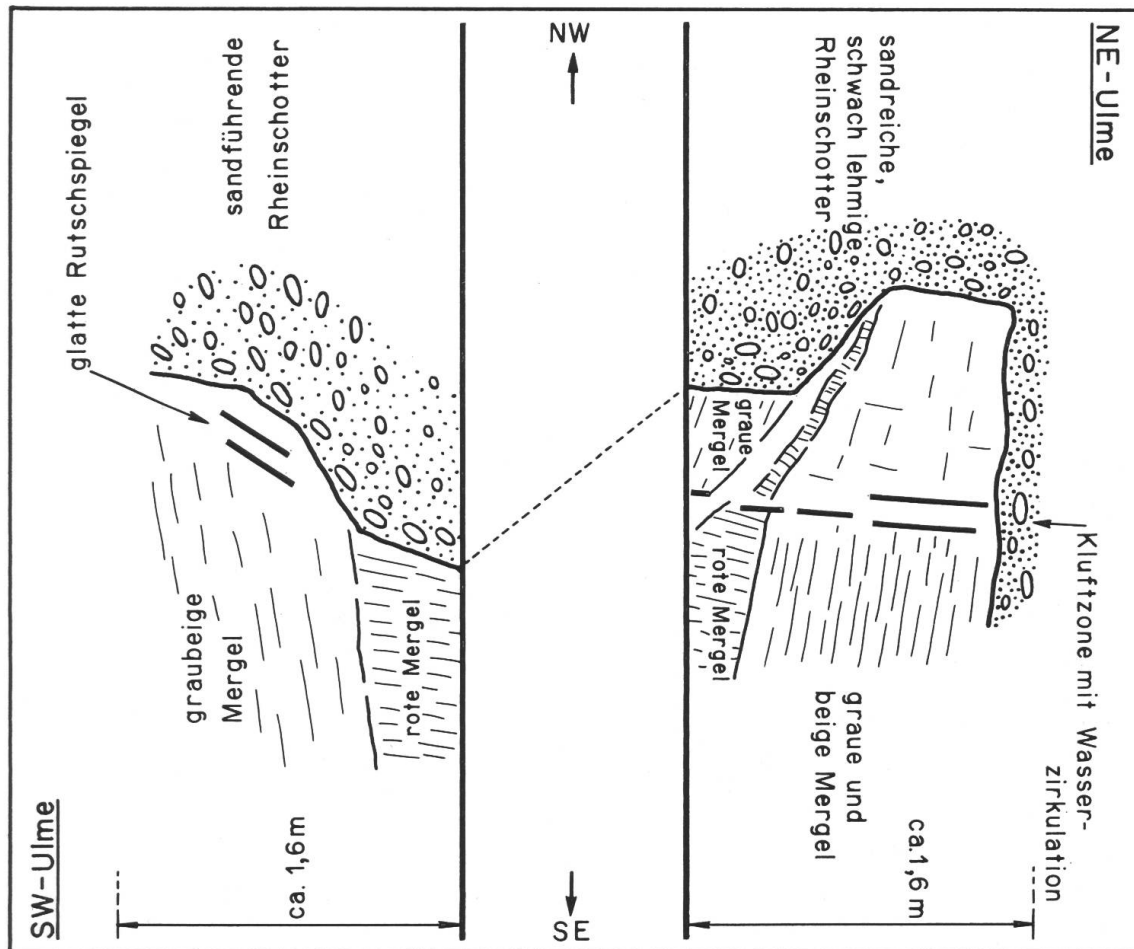 NE-Ulme
sandreiche,
schwach lehmige
Rheinschotter
graue
Mergel
rote Mergel
graue und
beige Mergel
Kluftzone mit Wasser-
zirkulation
ca. 1,6 m
NW
SE
sandführende
Rheinschotter
glatte Rutschspiegel
graubeige
Mergel
rote Mergel
ca. 1,6 m
SW-Ulme